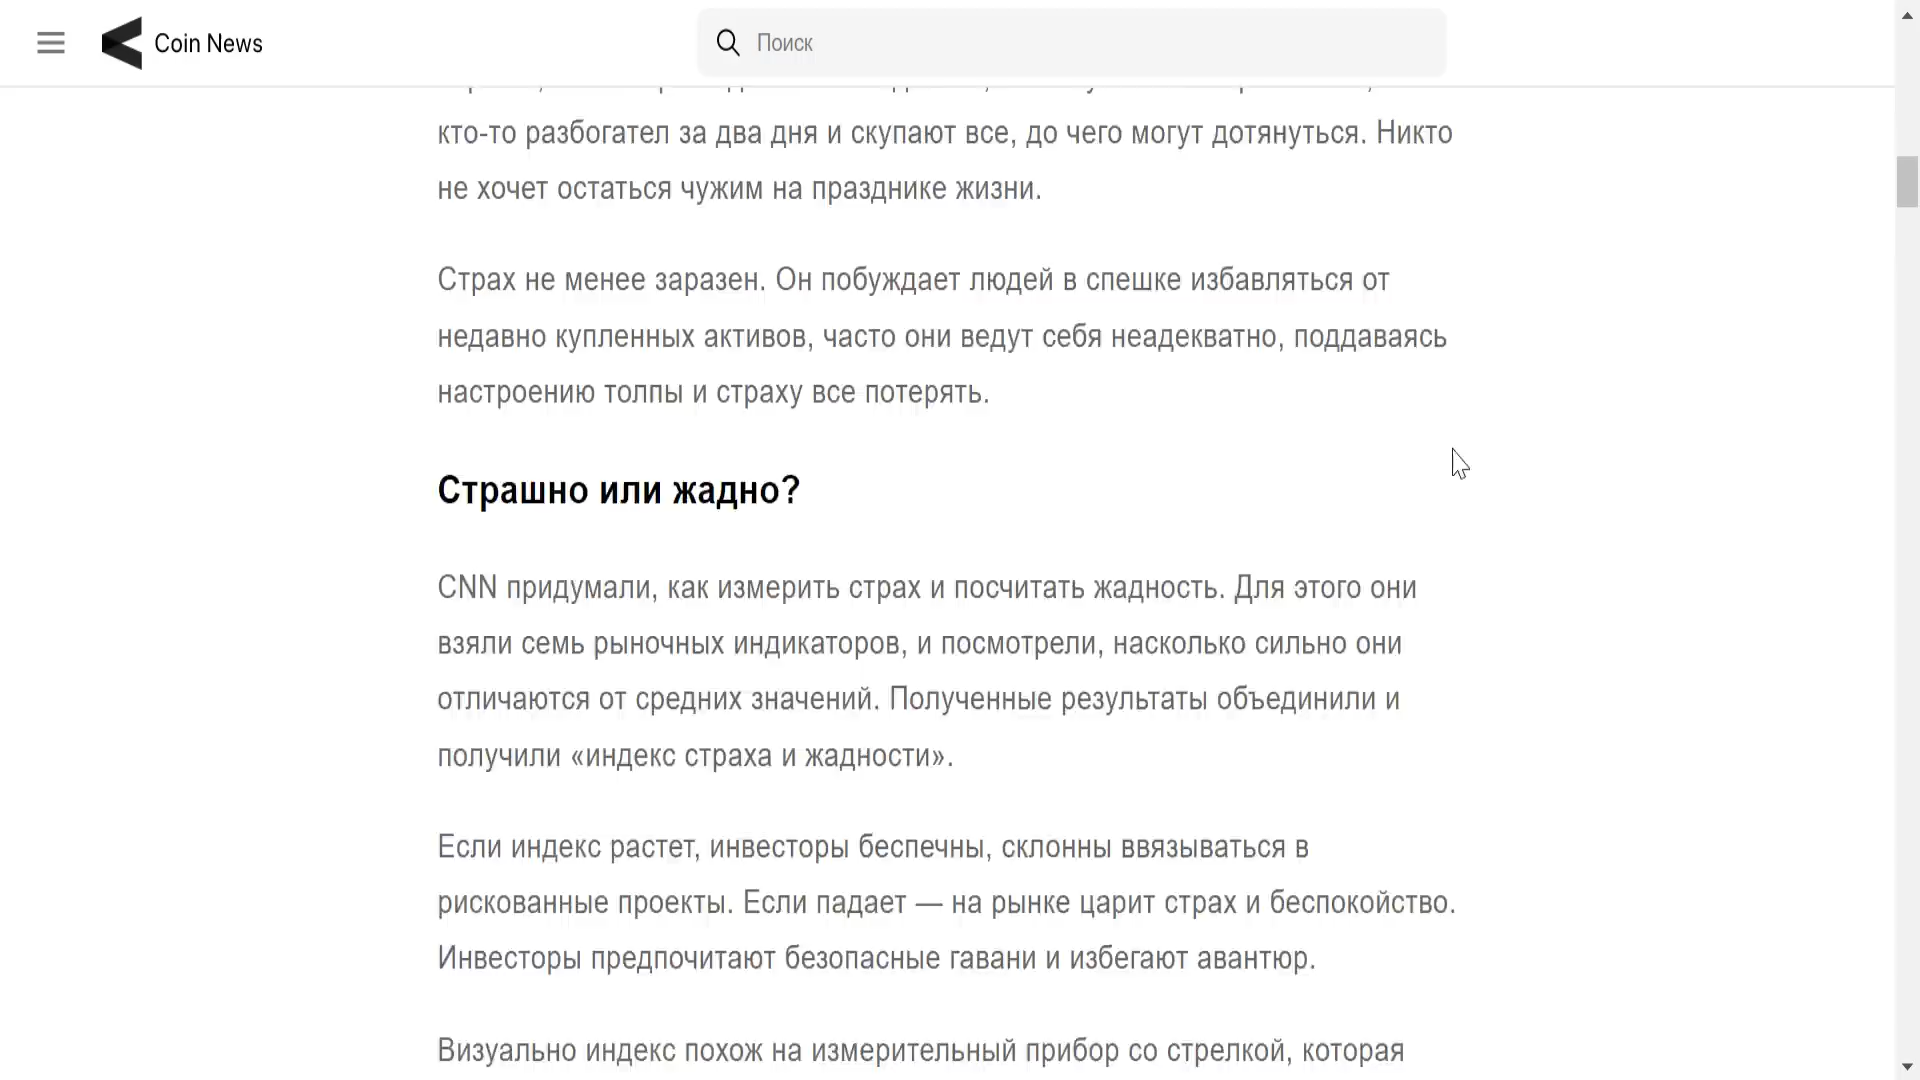 Coin News
Поиск
кто-то разбогател за два дня и скупают все, до чего могут дотянуться. Никто
не хочет остаться чужим на празднике жизни.
Страх не менее заразен. Он побуждает людей в спешке избавляться от
недавно купленных активов, часто они ведут себя неадекватно, поддаваясь
настроению толпы и страху все потерять.
Страшно или жадно?
CNN придумали, как измерить страх и посчитать жадность. Для этого они
взяли семь рыночных индикаторов, и посмотрели, насколько сильно они
отличаются от средних значений. Полученные результаты объединили и
получили «индекс страха и жадности».
Если индекс растет, инвесторы беспечны, склонны ввязываться в
рискованные проекты. Если падает — на рынке царит страх и беспокойство.
Инвесторы предпочитают безопасные гавани и избегают авантюр.
Визуально индекс похож на измерительный прибор со стрелкой, которая